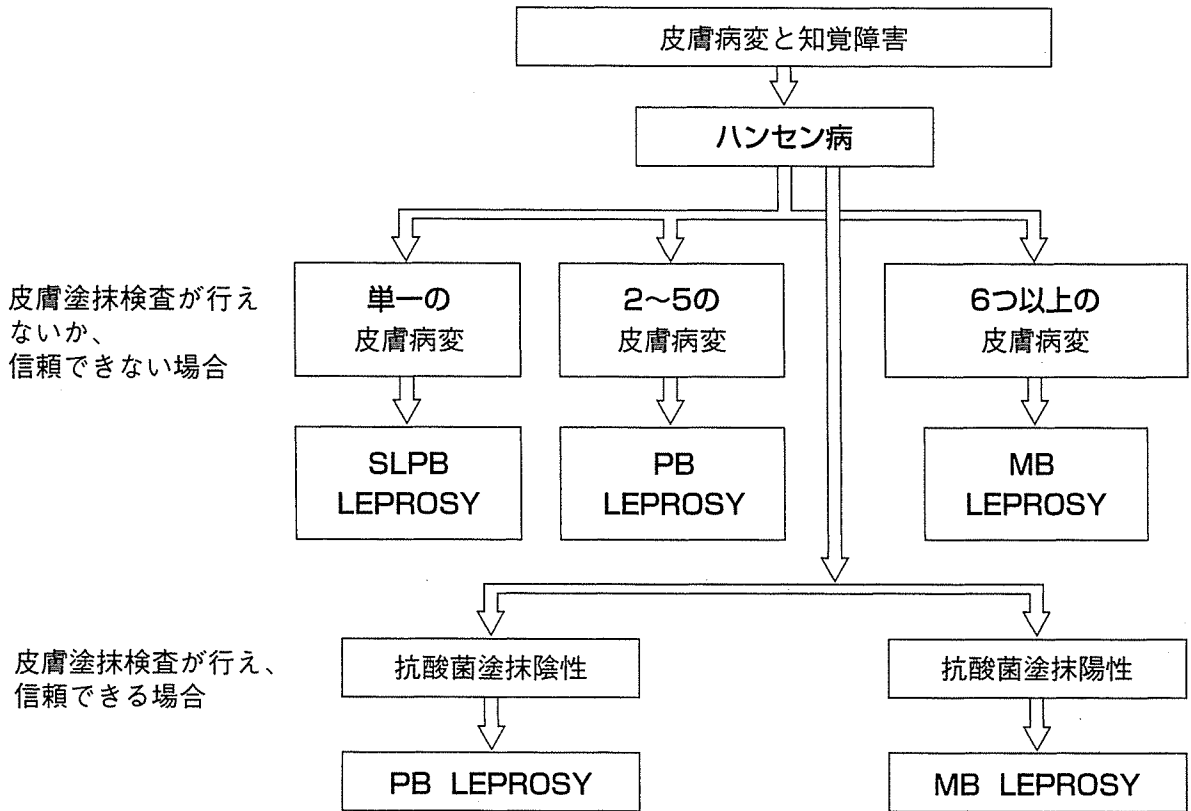 皮膚病変と知覚障害
ハンセン病
皮膚塗抹検査が行え
ないか、
信頼できない場合
単一の
皮膚病変
2〜5の
皮膚病変
6つ以上の
皮膚病変
SLPB
LEPROSY
PB
LEPROSY
MB
LEPROSY
皮膚塗抹検査が行え、
信頼できる場合
抗酸菌塗抹陰性
抗酸菌塗抹陽性
PB LEPROSY
MB LEPROSY